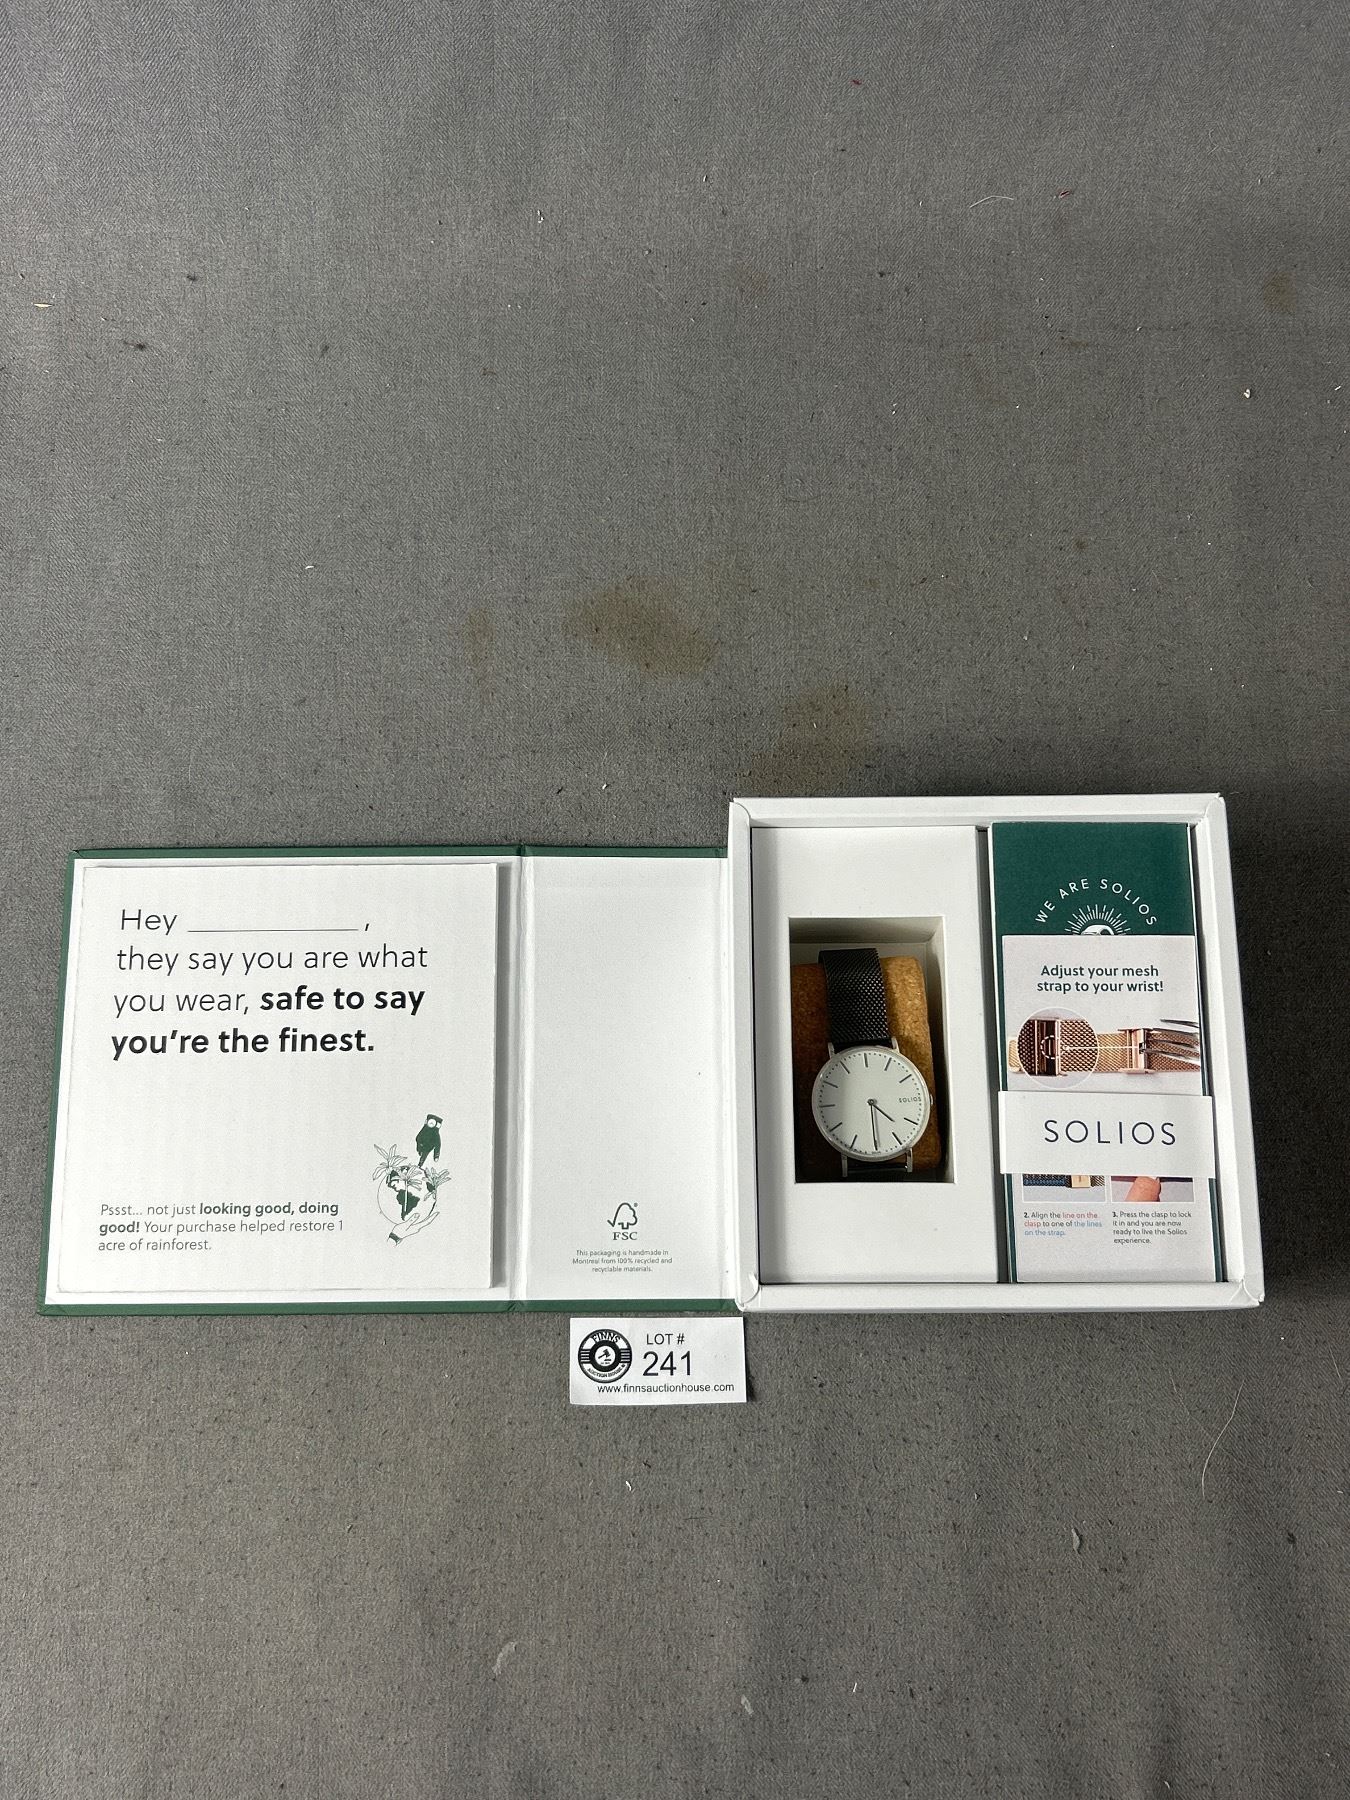 Hey ____________,
they say you are what
you wear, safe to say
you're the finest.
Pssst... not just looking good, doing
good! Your purchase helped restore 1
acre of rainforest.
FSC
This packaging is handmade in
Montreal from 100% recycled and
recyclable materials.
SOLIOS
WE ARE SOLIOS
Adjust your mesh
strap to your wrist!
SOLIOS
2. Align the line on the
clasp to one of the lines
on the strap.
3. Press the clasp to lock
it in and you are now
ready to live the Solios
experience.
FINNS
AUCTION HOUSE
LOT #
241
www.finnsauctionhouse.com